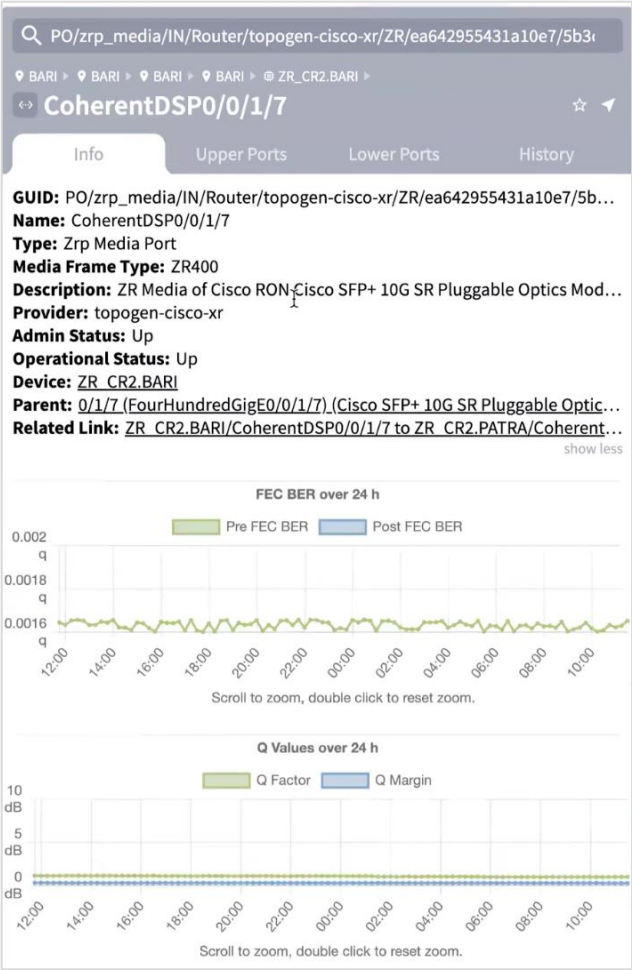 PO/zrp_media/IN/Router/topogen-cisco-xr/ZR/ea642955431a10e7/5b3
BARI BARI BARI BARI ZR_CR2.BARI
CoherentDSP0/0/1/7
Info Upper Ports Lower Ports History
GUID: PO/zrp_media/IN/Router/topogen-cisco-xr/ZR/ea642955431a10e7/5b...
Name: CoherentDSP0/0/1/7
Type: Zrp Media Port
Media Frame Type: ZR400
Description: ZR Media of Cisco RON Cisco SFP+ 10G SR Pluggable Optics Mod...
Provider: topogen-cisco-xr
Admin Status: Up
Operational Status: Up
Device: ZR_CR2.BARI
Parent: 0/1/7 (FourHundredGigE0/0/1/7) (Cisco SFP+ 10G SR Pluggable Optic...
Related Link: ZR_CR2.BARI/CoherentDSP0/0/1/7 to ZR_CR2.PATRA/Coherent...
show less
FEC BER over 24 h
Pre FEC BER Post FEC BER
0.002
q
0.0018
q
0.0016
q
12:00 14:00 16:00 18:00 20:00 22:00 00:00 02:00 04:00 06:00 08:00 10:00
Scroll to zoom, double click to reset zoom.
Q Values over 24 h
Q Factor Q Margin
10
dB
5
dB
0
dB
12:00 14:00 16:00 18:00 20:00 22:00 00:00 02:00 04:00 06:00 08:00 10:00
Scroll to zoom, double click to reset zoom.